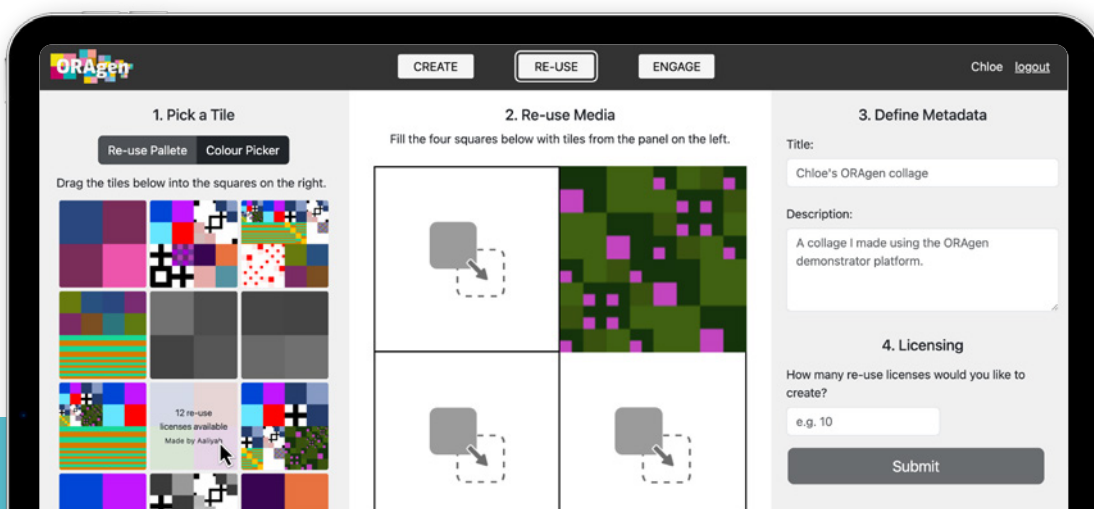 ORAgen
CREATE
RE-USE
ENGAGE
Chloe
logout
1. Pick a Tile
Re-use Pallete
Colour Picker
Drag the tiles below into the squares on the right.
12 re-use
licenses available
Made by Aaliyah
2. Re-use Media
Fill the four squares below with tiles from the panel on the left.
3. Define Metadata
Title:
Chloe's ORAgen collage
Description:
A collage I made using the ORAgen
demonstrator platform.
4. Licensing
How many re-use licenses would you like to
create?
e.g. 10
Submit